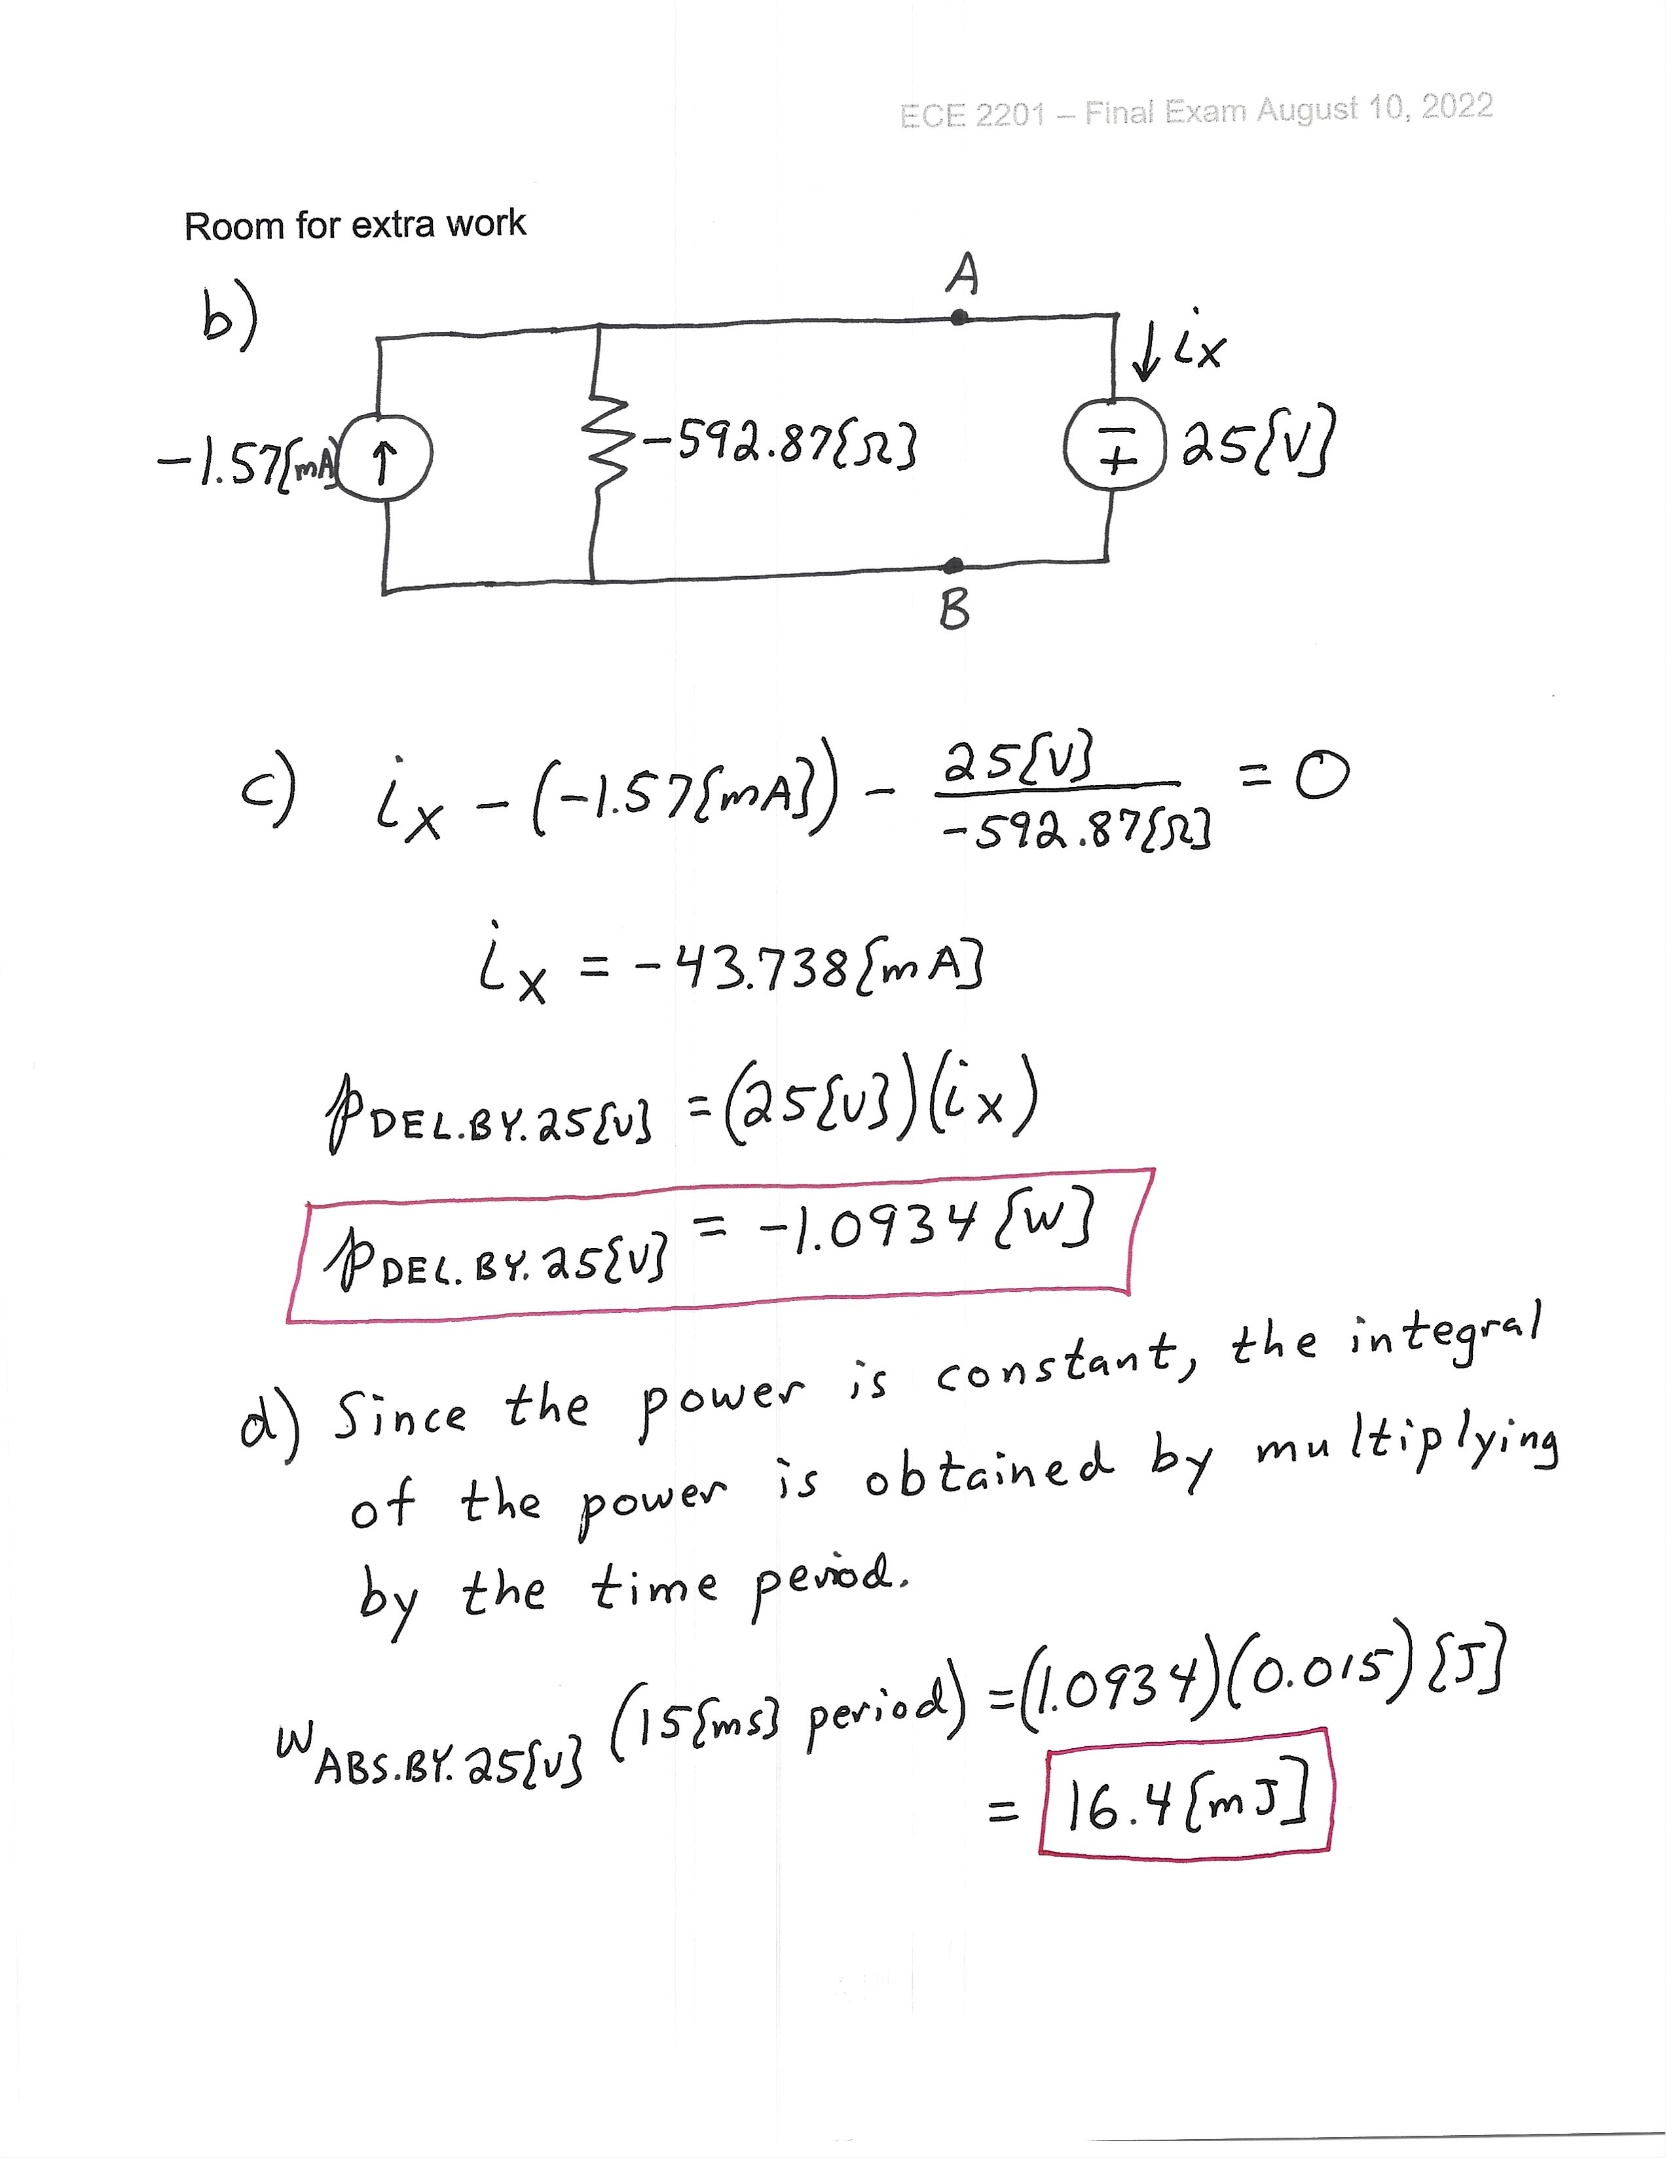 ECE 2201 – Final Exam August 10, 2022
Room for extra work
b)
A
↓ ix
-1.57[mA]
↑
-592.87[Ω]
- +
25[V]
B
c) iX - (-1.57[mA]) - 25[V] / -592.87[Ω] = 0
iX = -43.738[mA]
pDEL.BY.25[V] = (25[V])(iX)
pDEL.BY.25[V] = -1.0934[W]
d) Since the power is constant, the integral
of the power is obtained by multiplying
by the time period.
wABS.BY.25[V] (15[ms] period) = (1.0934)(0.015)[J]
= 16.4[mJ]